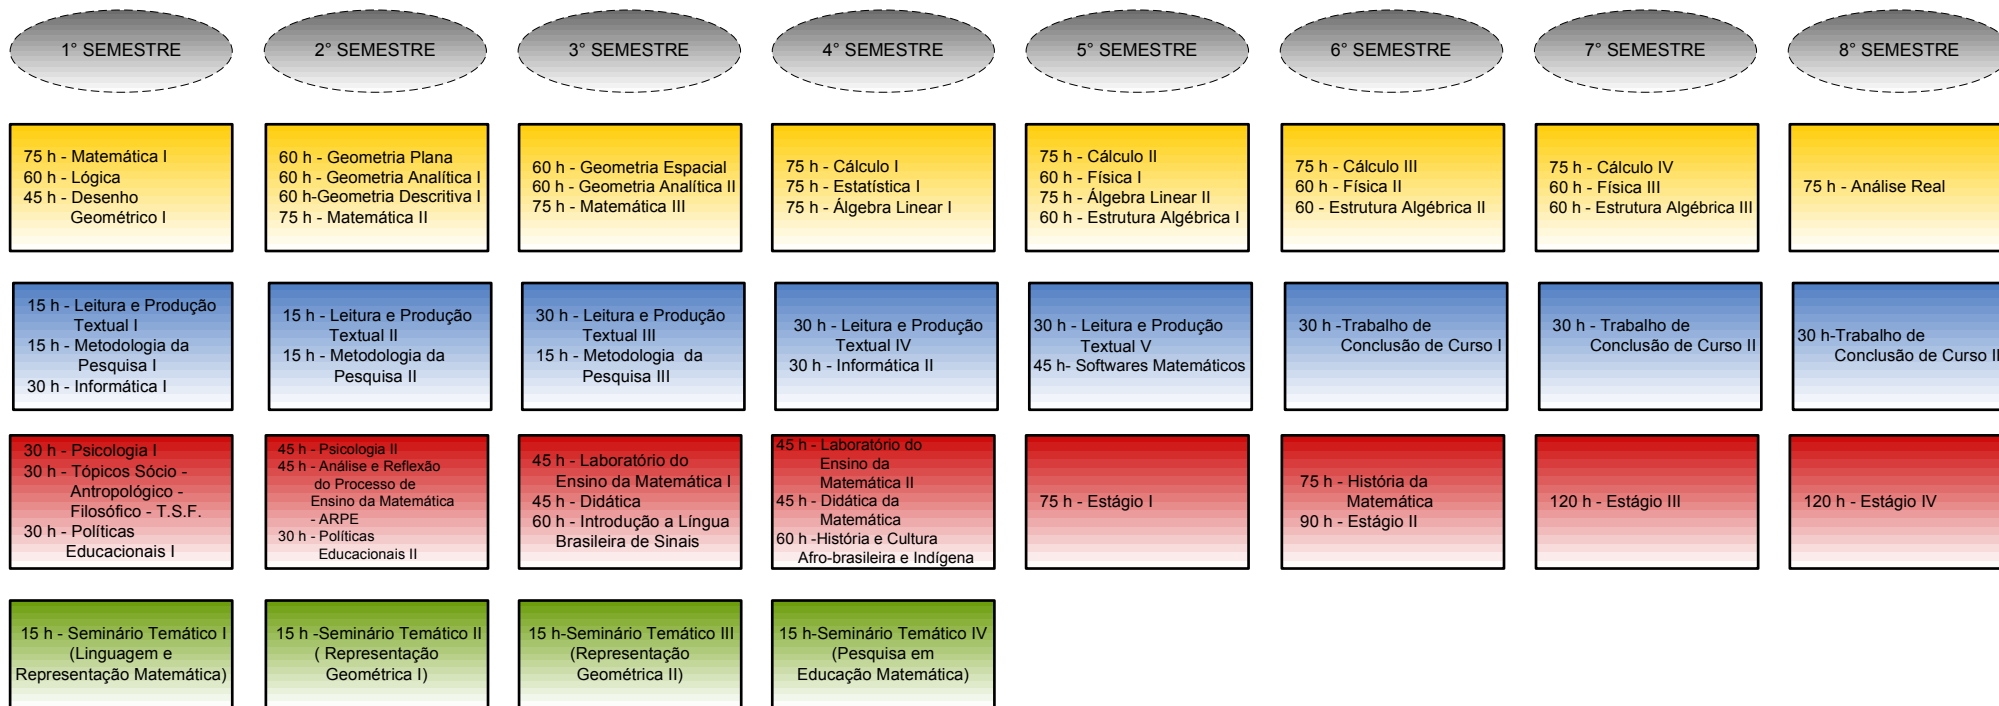 1° SEMESTRE
2° SEMESTRE
3° SEMESTRE
4° SEMESTRE
5° SEMESTRE
6° SEMESTRE
7° SEMESTRE
8° SEMESTRE
75 h - Matemática I
60 h - Lógica
45 h - Desenho
Geométrico I
60 h - Geometria Plana
60 h - Geometria Analítica I
60 h-Geometria Descritiva I
75 h - Matemática II
60 h - Geometria Espacial
60 h - Geometria Analítica II
75 h - Matemática III
75 h - Cálculo I
75 h - Estatística I
75 h - Álgebra Linear I
75 h - Cálculo II
60 h - Física I
75 h - Álgebra Linear II
60 h - Estrutura Algébrica I
75 h - Cálculo III
60 h - Física II
60 - Estrutura Algébrica II
75 h - Cálculo IV
60 h - Física III
60 h - Estrutura Algébrica III
75 h - Análise Real
15 h - Leitura e Produção
Textual I
15 h - Metodologia da
Pesquisa I
30 h - Informática I
15 h - Leitura e Produção
Textual II
15 h - Metodologia da
Pesquisa II
30 h - Leitura e Produção
Textual III
15 h - Metodologia da
Pesquisa III
30 h - Leitura e Produção
Textual IV
30 h - Informática II
30 h - Leitura e Produção
Textual V
45 h- Softwares Matemáticos
30 h -Trabalho de
Conclusão de Curso I
30 h - Trabalho de
Conclusão de Curso II
30 h-Trabalho de
Conclusão de Curso II
30 h - Psicologia I
30 h - Tópicos Sócio -
Antropológico -
Filosófico - T.S.F.
30 h - Políticas
Educacionais I
45 h - Psicologia II
45 h - Análise e Reflexão
do Processo de
Ensino da Matemática
- ARPE
30 h - Políticas
Educacionais II
45 h - Laboratório do
Ensino da Matemática I
45 h - Didática
60 h - Introdução a Língua
Brasileira de Sinais
45 h - Laboratório do
Ensino da
Matemática II
45 h - Didática da
Matemática
60 h -História e Cultura
Afro-brasileira e Indígena
75 h - Estágio I
75 h - História da
Matemática
90 h - Estágio II
120 h - Estágio III
120 h - Estágio IV
15 h - Seminário Temático I
(Linguagem e
Representação Matemática)
15 h -Seminário Temático II
( Representação
Geométrica I)
15 h-Seminário Temático III
(Representação
Geométrica II)
15 h-Seminário Temático IV
(Pesquisa em
Educação Matemática)